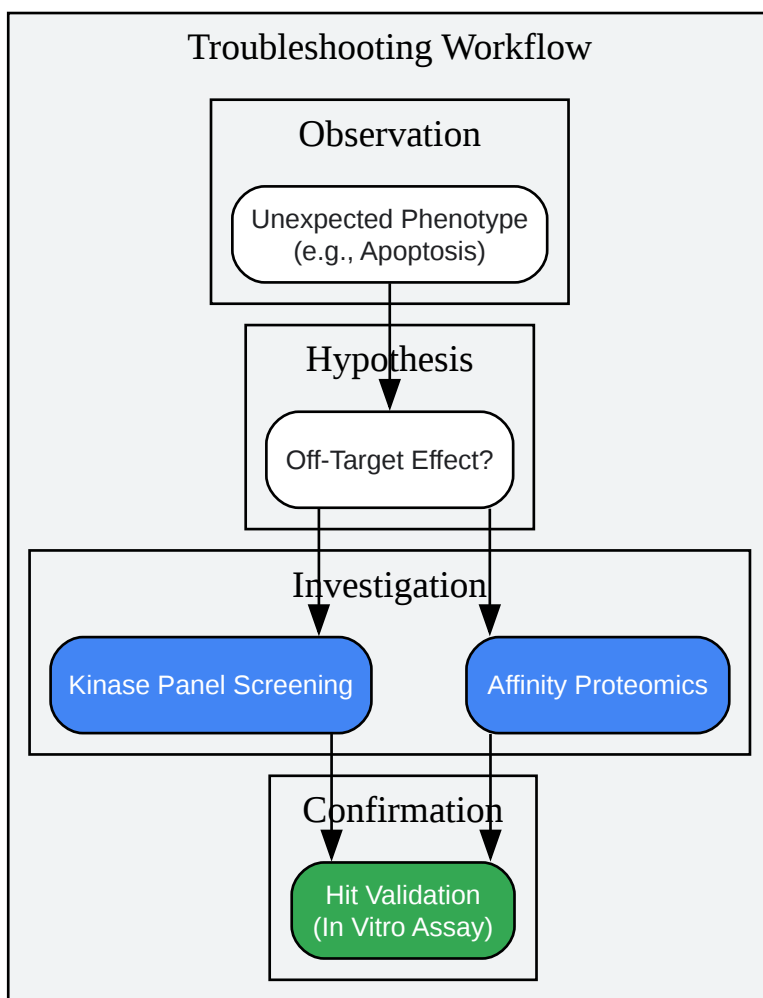 Troubleshooting Workflow
Observation
Unexpected Phenotype
(e.g., Apoptosis)
Hypothesis
Off-Target Effect?
Investigation
Kinase Panel Screening
Affinity Proteomics
Confirmation
Hit Validation
(In Vitro Assay)